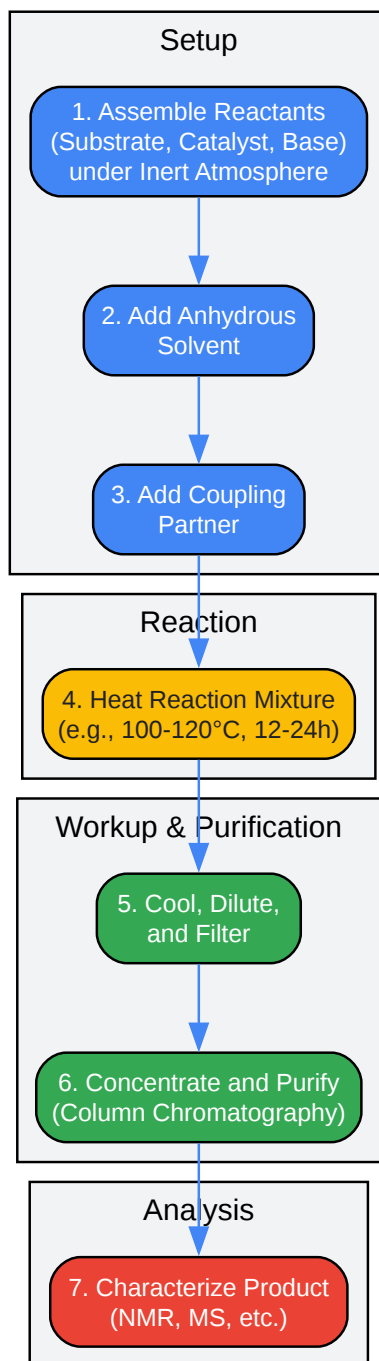 Setup
1. Assemble Reactants
(Substrate, Catalyst, Base)
under Inert Atmosphere
2. Add Anhydrous
Solvent
3. Add Coupling
Partner
Reaction
4. Heat Reaction Mixture
(e.g., 100-120°C, 12-24h)
Workup & Purification
5. Cool, Dilute,
and Filter
6. Concentrate and Purify
(Column Chromatography)
Analysis
7. Characterize Product
(NMR, MS, etc.)